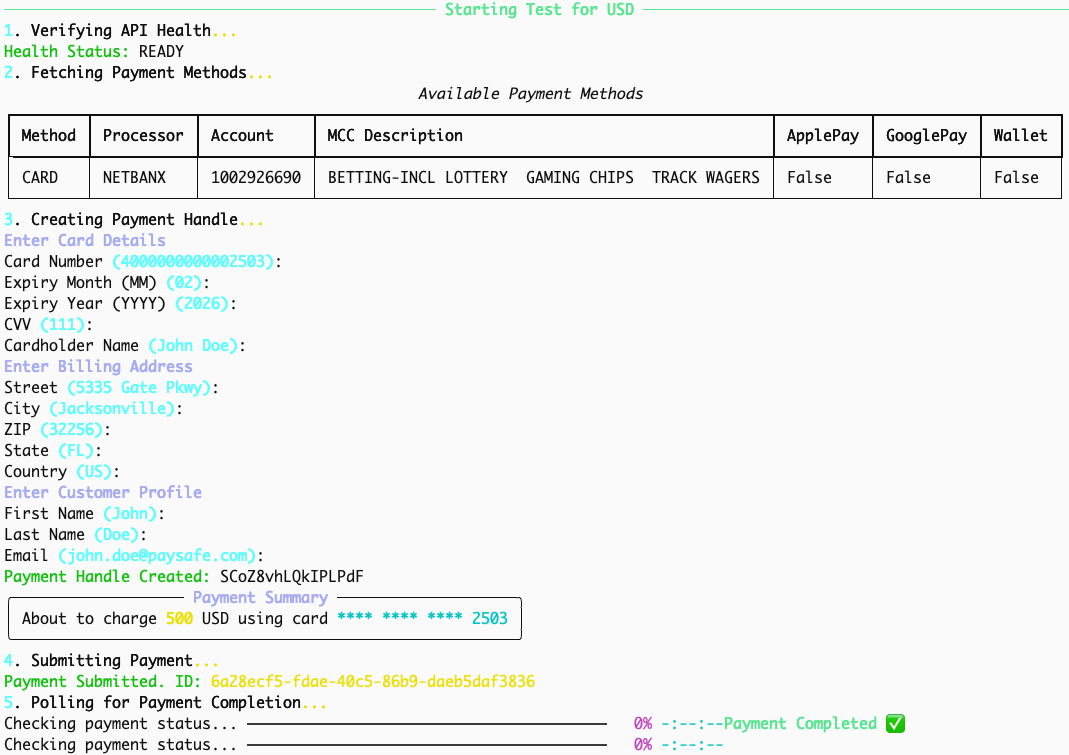 Starting Test for USD
1. Verifying API Health...
Health Status: READY
2. Fetching Payment Methods...
Available Payment Methods
Method Processor Account MCC Description ApplePay GooglePay Wallet
CARD NETBANX 1002926690 BETTING-INCL LOTTERY  GAMING CHIPS  TRACK WAGERS False False False
3. Creating Payment Handle...
Enter Card Details
Card Number (4000000000002503):
Expiry Month (MM) (02):
Expiry Year (YYYY) (2026):
CVV (111):
Cardholder Name (John Doe):
Enter Billing Address
Street (5335 Gate Pkwy):
City (Jacksonville):
ZIP (32256):
State (FL):
Country (US):
Enter Customer Profile
First Name (John):
Last Name (Doe):
Email (john.doe@paysafe.com):
Payment Handle Created: SCoZ8vhLQkIPLPdF
Payment Summary
About to charge 500 USD using card **** **** **** 2503
4. Submitting Payment...
Payment Submitted. ID: 6a28ecf5-fdae-40c5-86b9-daeb5daf3836
5. Polling for Payment Completion...
Checking payment status... 0% -:--:--Payment Completed ✅
Checking payment status... 0% -:--:--